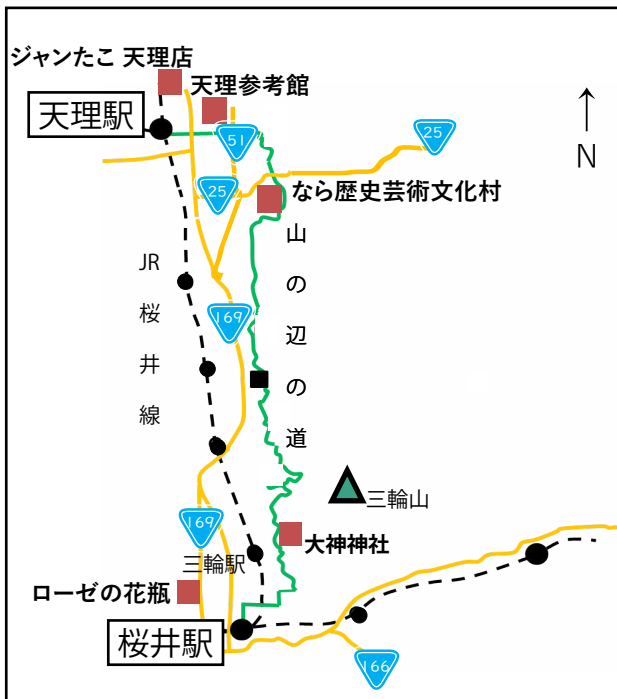 ジャンたこ 天理店
天理参考館
天理駅
51
25
N
25
なら歴史芸術文化村
山の辺の道
JR桜井線
169
三輪山
169
大神神社
三輪駅
ローゼの花瓶
桜井駅
166